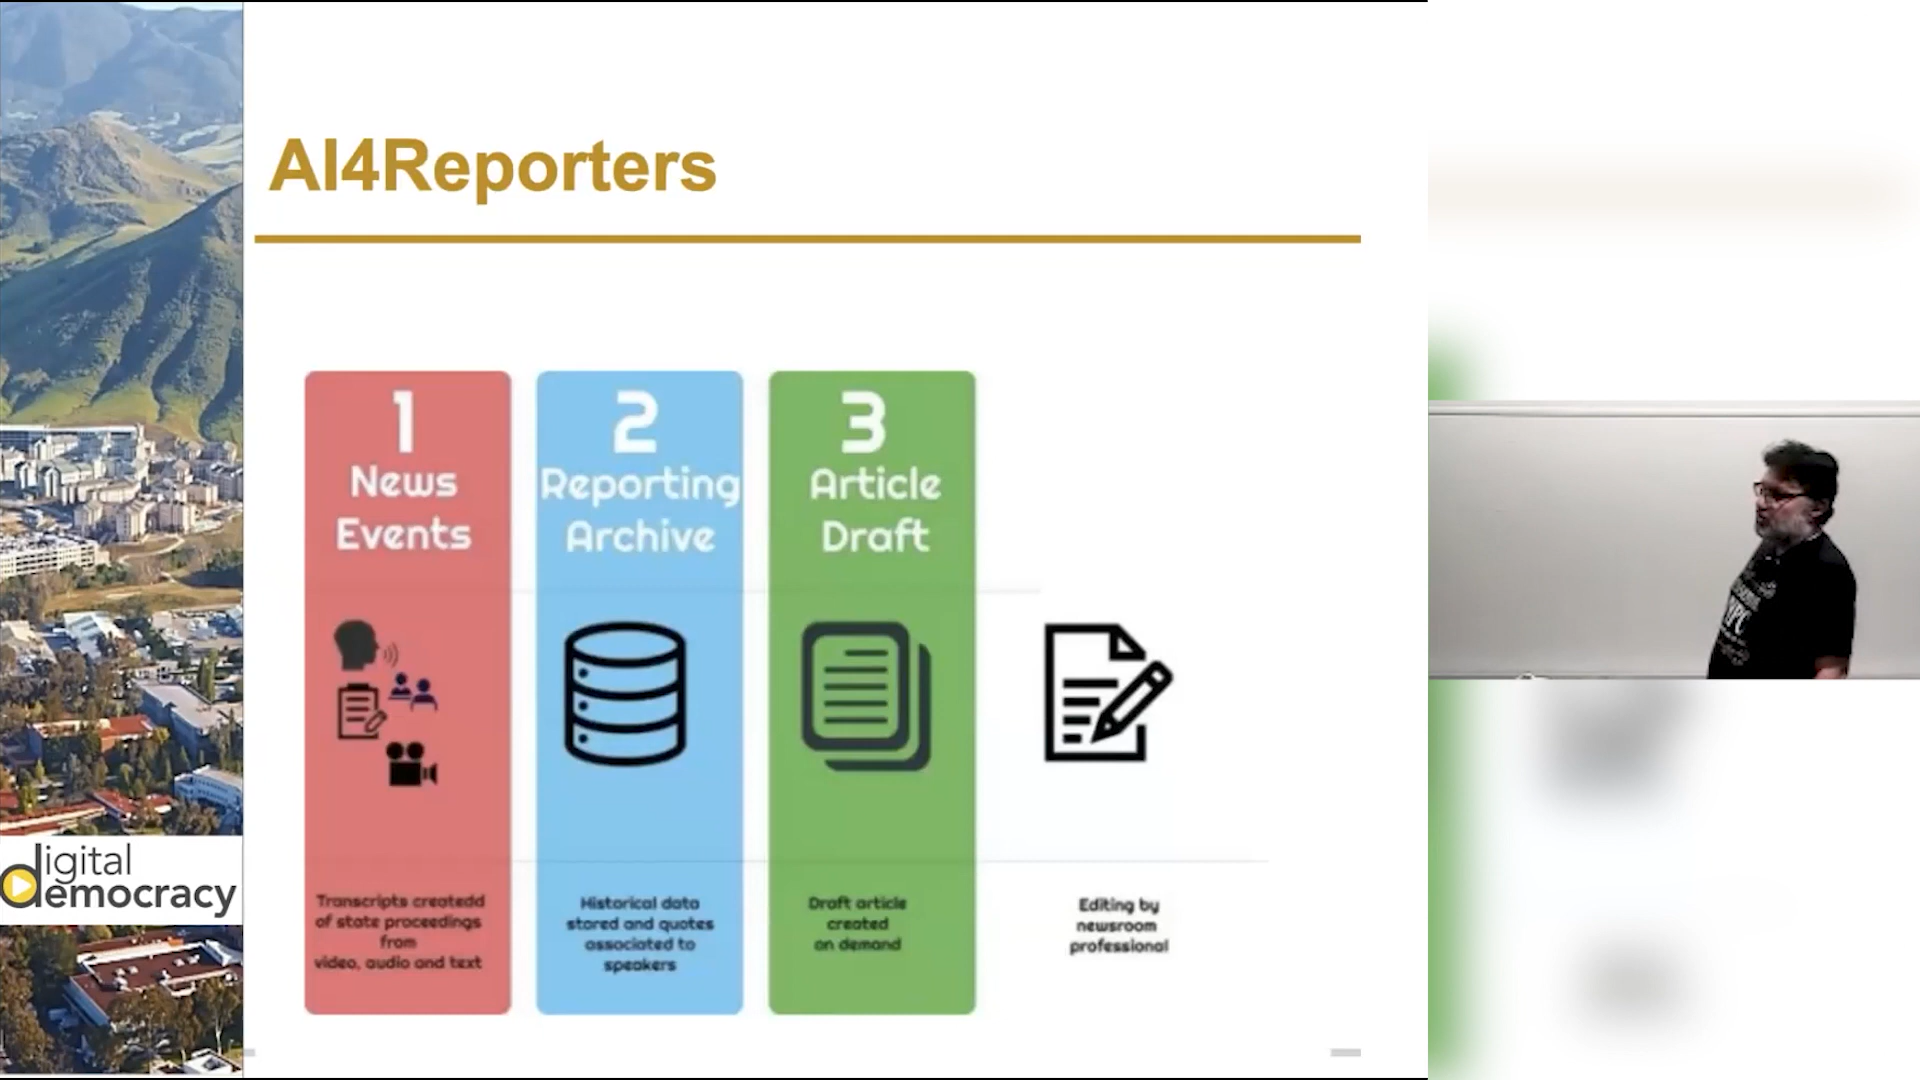 AI4Reporters
1
News
Events
Transcripts createdd
of state proceedings
from
video, audio and text
2
Reporting
Archive
Historical data
stored and quotes
associated to
speakers
3
Article
Draft
Draft article
created
on demand
Editing by
newsroom
professional
digital
democracy